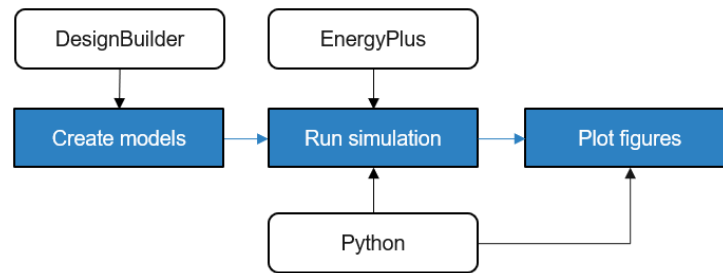 DesignBuilder
EnergyPlus
Create models
Run simulation
Plot figures
Python